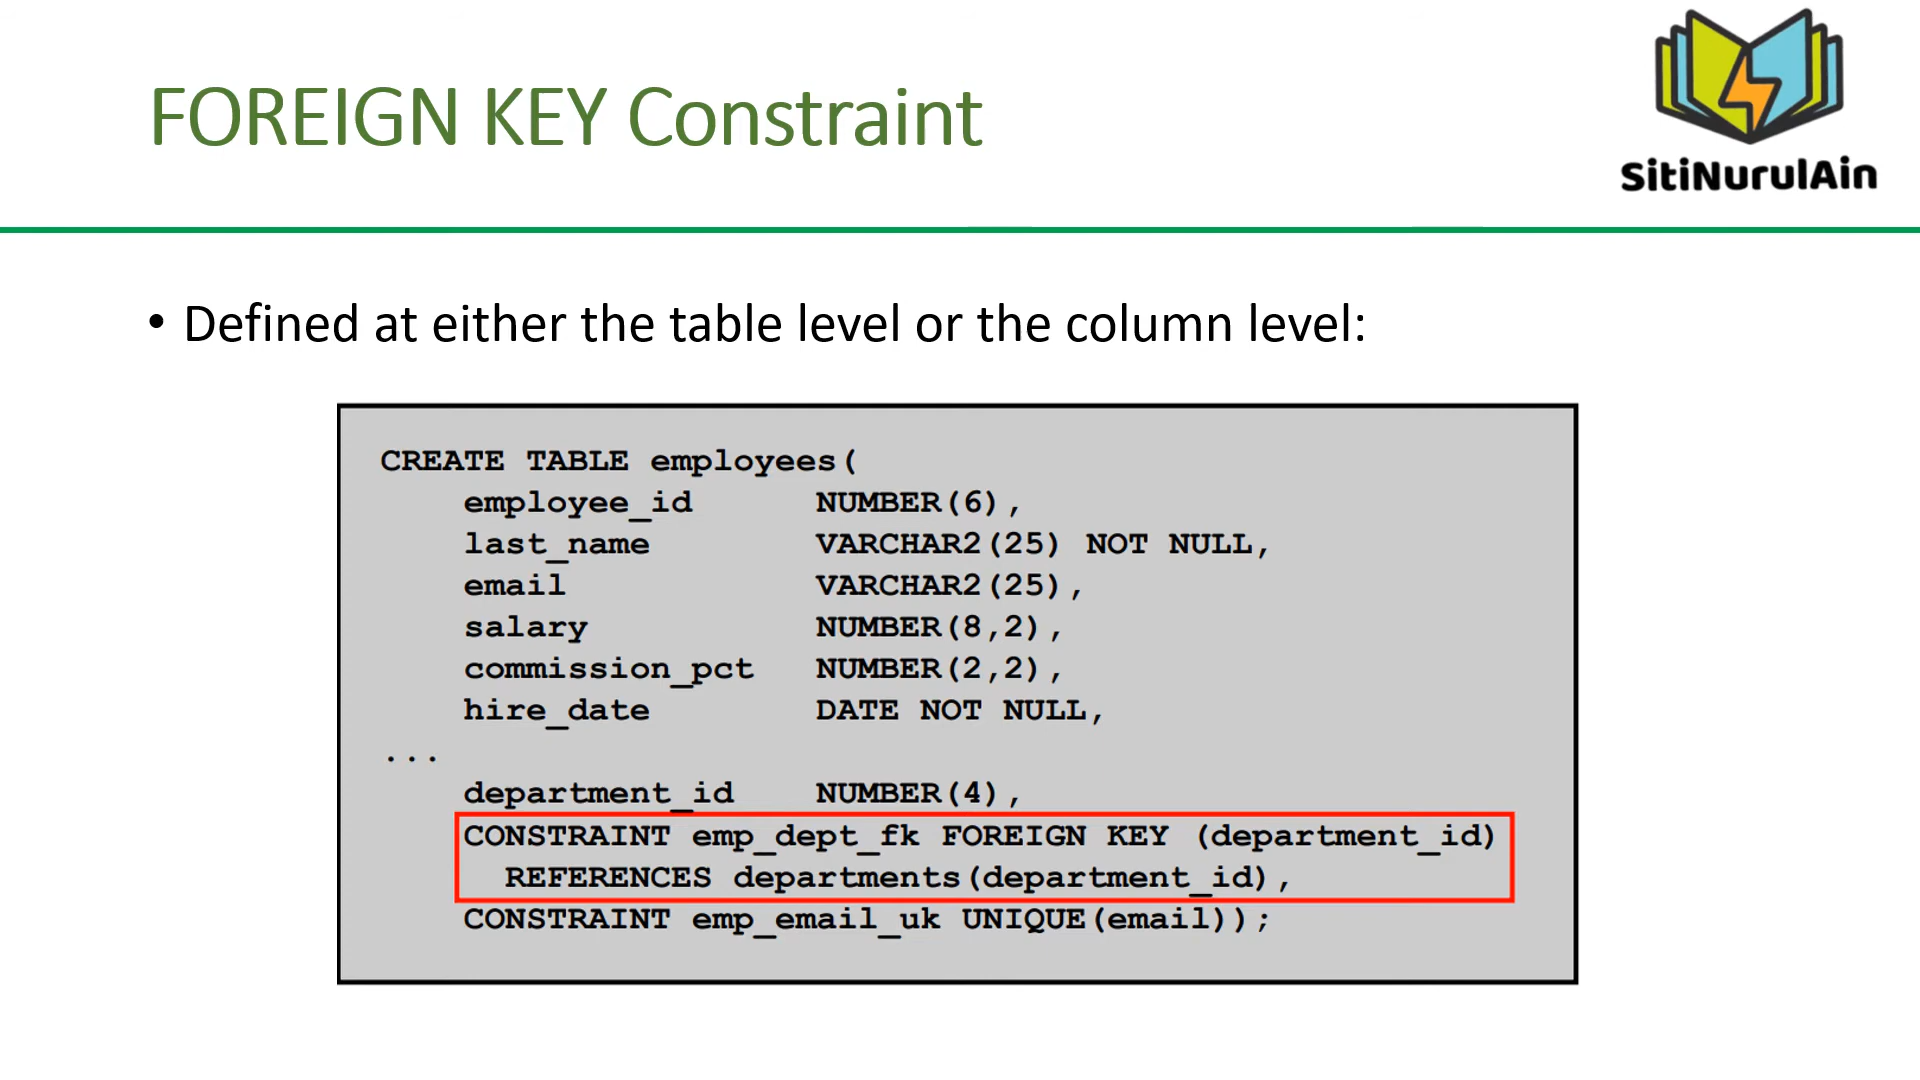 FOREIGN KEY Constraint
SitiNurulAin
• Defined at either the table level or the column level:
CREATE TABLE employees(
employee_id NUMBER(6),
last_name VARCHAR2(25) NOT NULL,
email VARCHAR2(25),
salary NUMBER(8,2),
commission_pct NUMBER(2,2),
hire_date DATE NOT NULL,
...
department_id NUMBER(4),
CONSTRAINT emp_dept_fk FOREIGN KEY (department_id)
REFERENCES departments(department_id),
CONSTRAINT emp_email_uk UNIQUE(email));